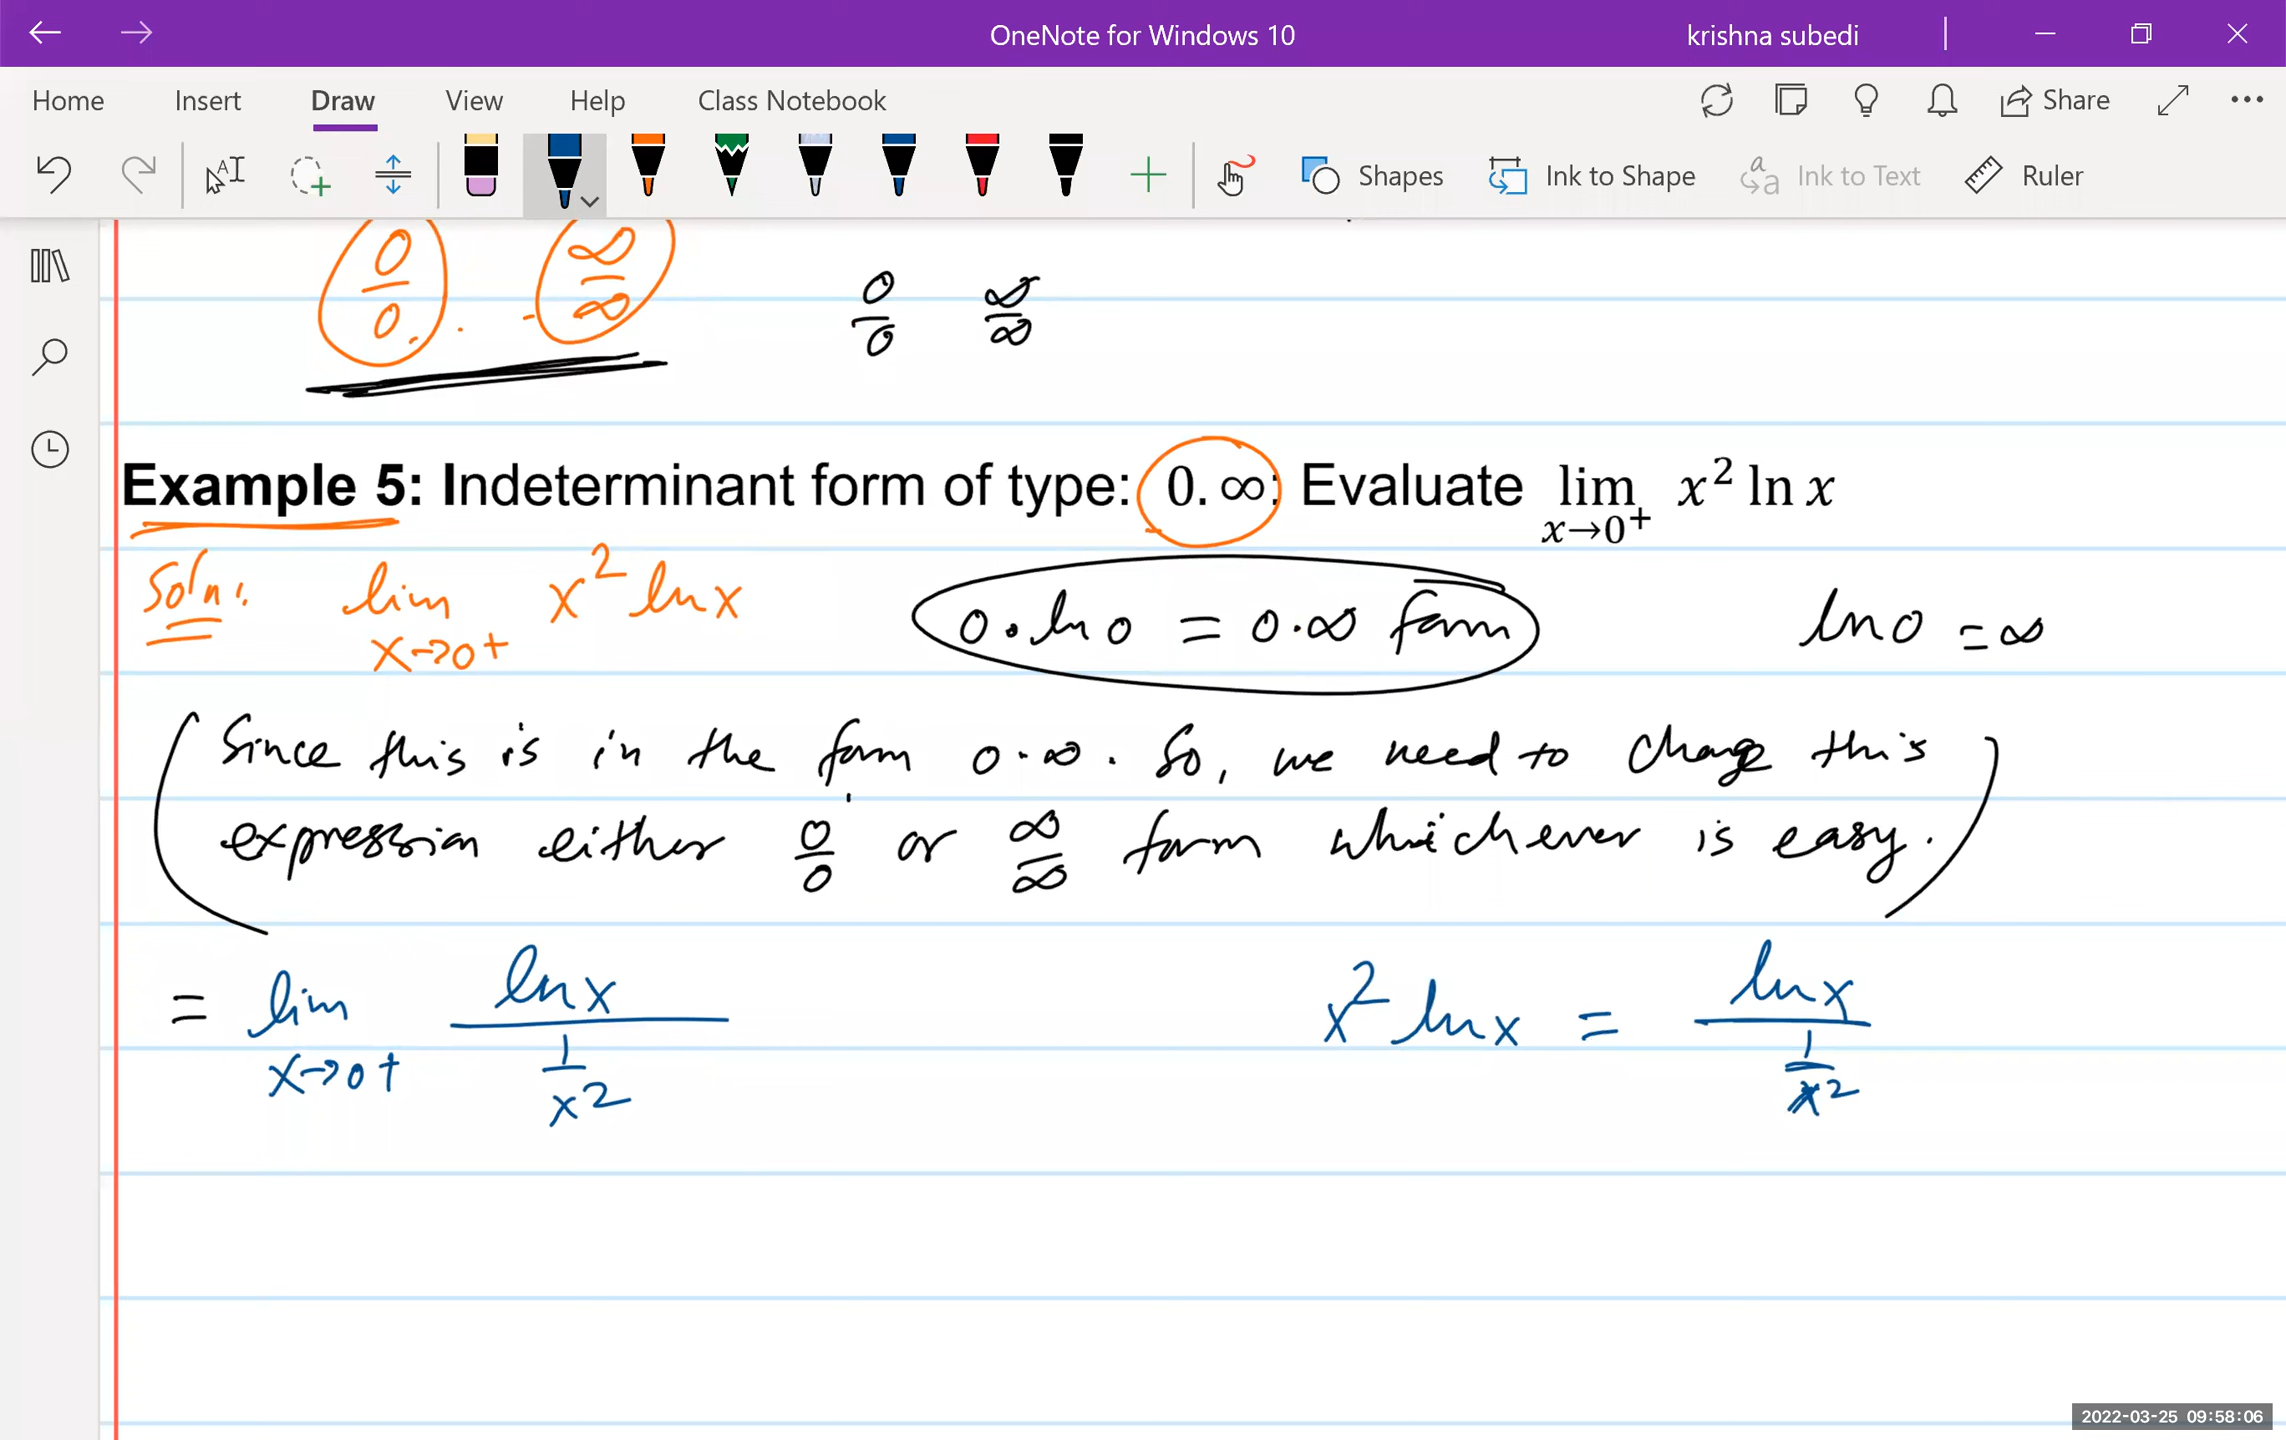 OneNote for Windows 10 krishna subedi
Home Insert Draw View Help Class Notebook Share
Shapes Ink to Shape Ink to Text Ruler
0/0 ∞/∞ 0/0 ∞/∞
Example 5: Indeterminant form of type: 0.∞: Evaluate lim x→0⁺ x² ln x
Soln: lim x→0+ x² ln x 0.ln 0 = 0.∞ form ln 0 = ∞
(Since this is in the form 0.∞. So, we need to change this
expression either 0/0 or ∞/∞ form whichever is easy.)
= lim x→0+ ln x / (1/x²) x² ln x = ln x / (1/x²)
2022-03-25 09:58:06